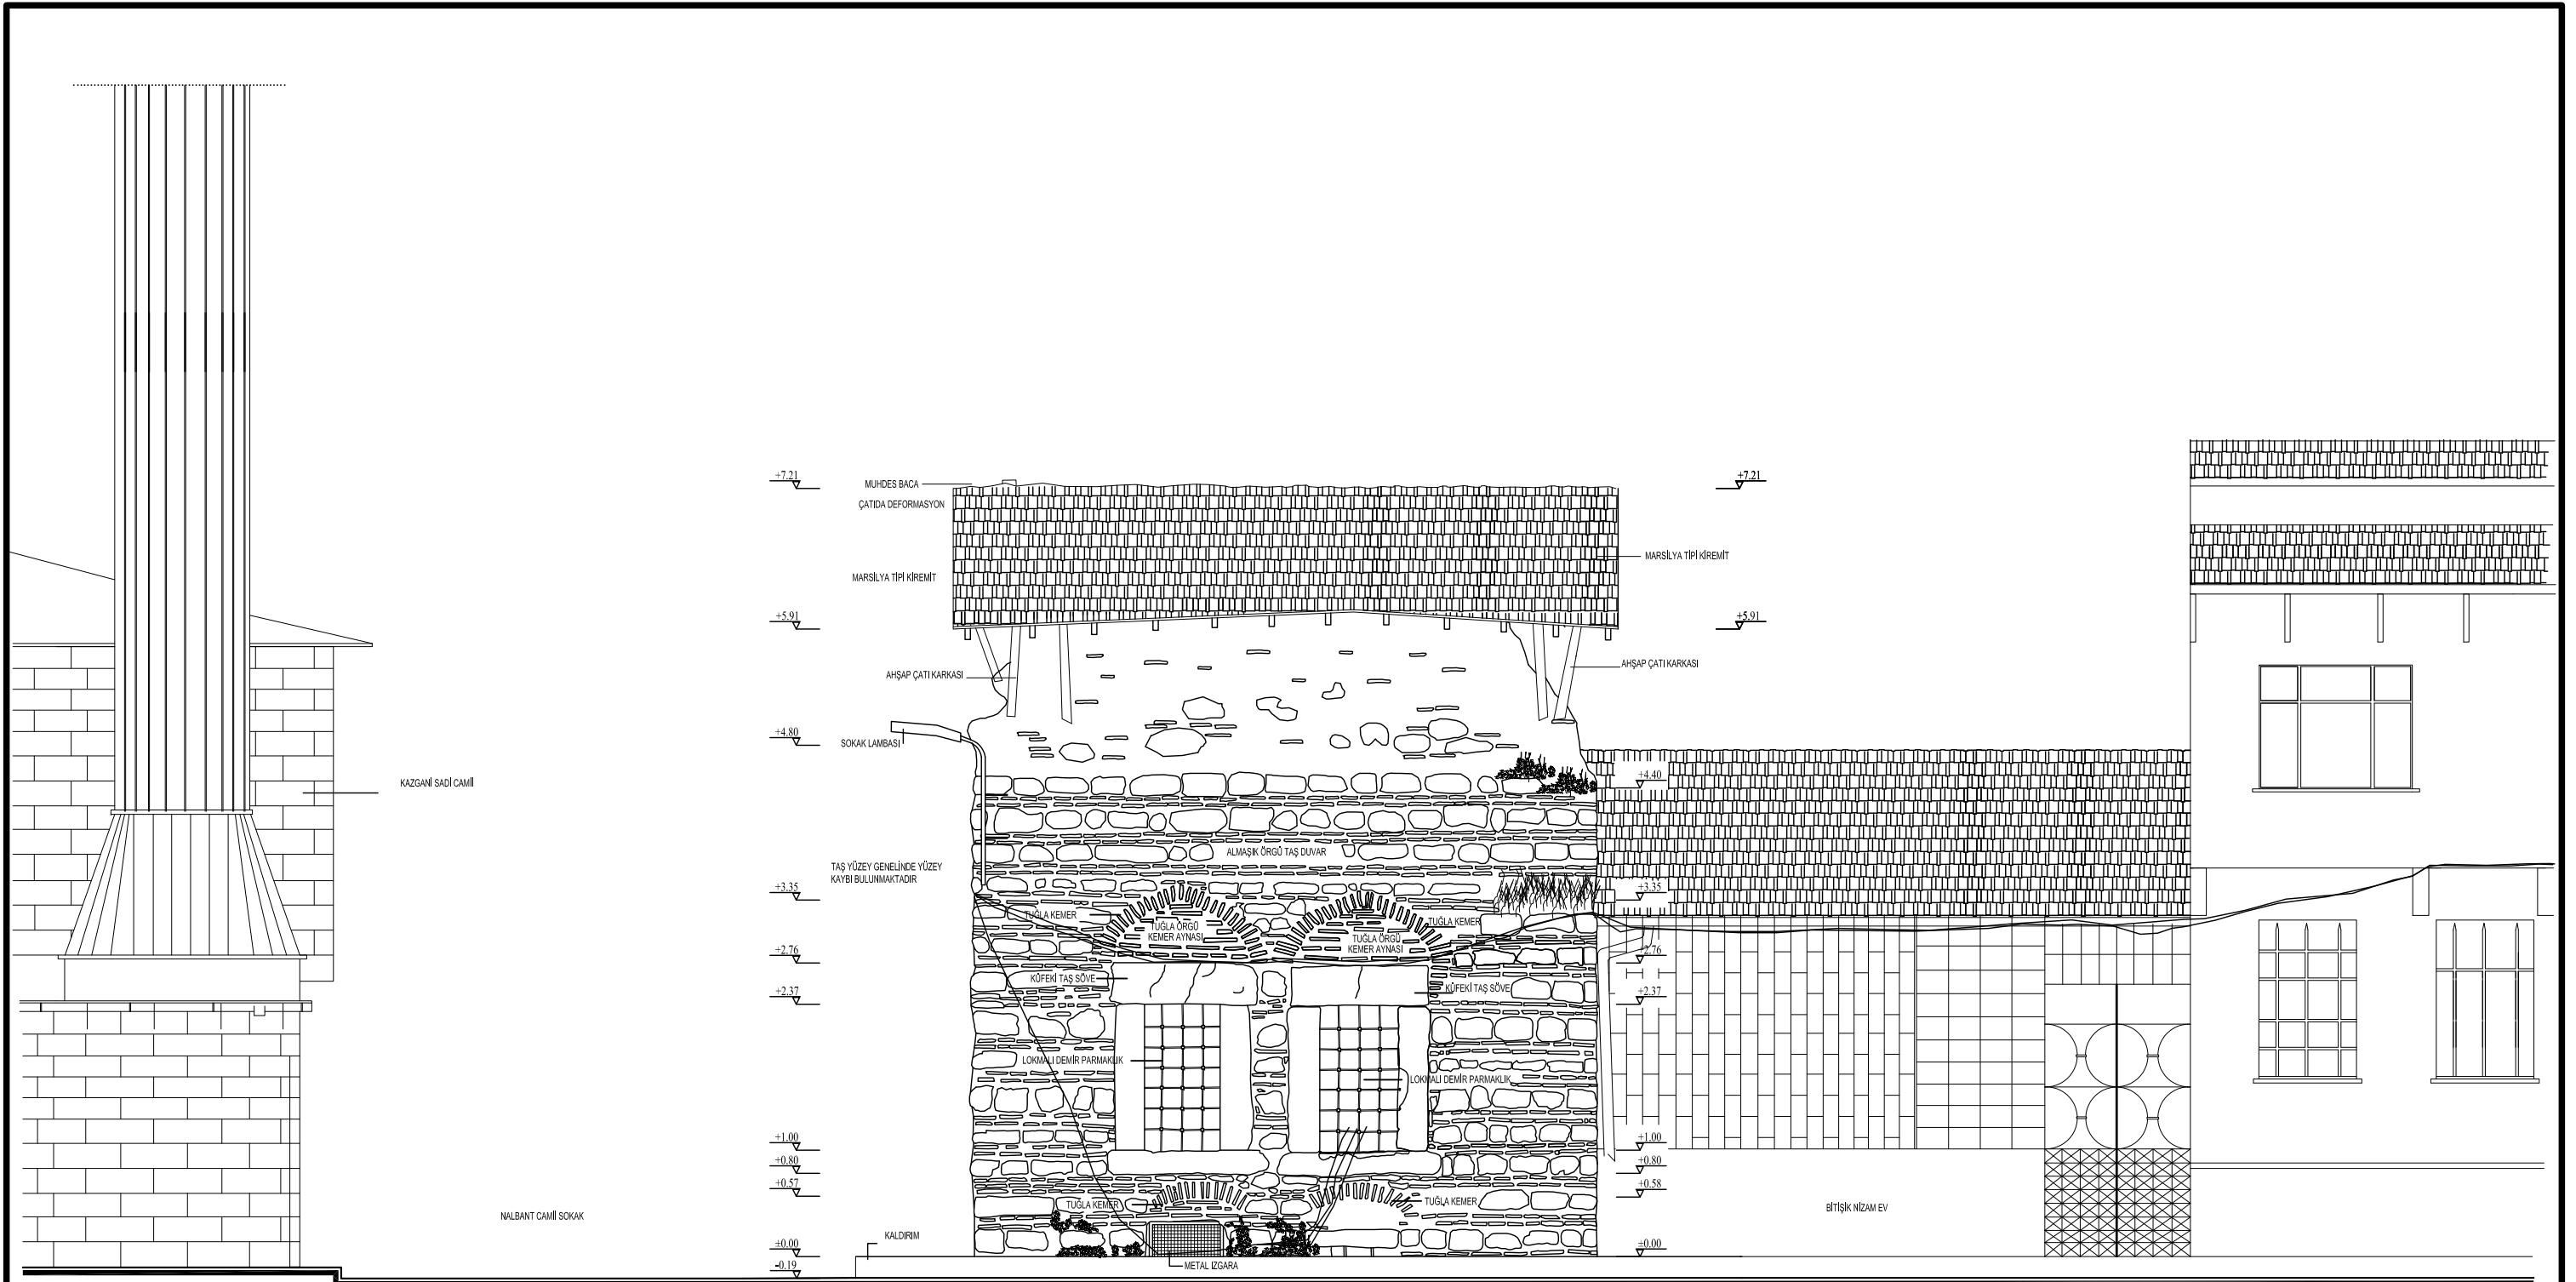 +7.21
MUHDES BACA
+7.21
ÇATIDA DEFORMASYON
MARSİLYA TİPİ KİREMİT
MARSİLYA TİPİ KİREMİT
+5.91
+5.91
AHŞAP ÇATI KARKASI
AHŞAP ÇATI KARKASI
+4.80
SOKAK LAMBASI
+4.40
KAZGANİ SADİ CAMİİ
ALMAŞIK ÖRGÜ TAŞ DUVAR
TAŞ YÜZEY GENELİNDE YÜZEY
KAYBI BULUNMAKTADIR
+3.35
+3.35
TUĞLA KEMER
TUĞLA ÖRGÜ
KEMER AYNASI
TUĞLA ÖRGÜ
KEMER AYNASI
TUĞLA KEMER
+2.76
+2.76
KÜFEKİ TAŞ SÖVE
KÜFEKİ TAŞ SÖVE
+2.37
+2.37
LOKMALI DEMİR PARMAKLIK
LOKMALI DEMİR PARMAKLIK
+1.00
+1.00
+0.80
+0.80
+0.57
+0.58
TUĞLA KEMER
TUĞLA KEMER
BİTİŞİK NİZAM EV
NALBANT CAMİİ SOKAK
KALDIRIM
±0.00
±0.00
-0.19
METAL IZGARA